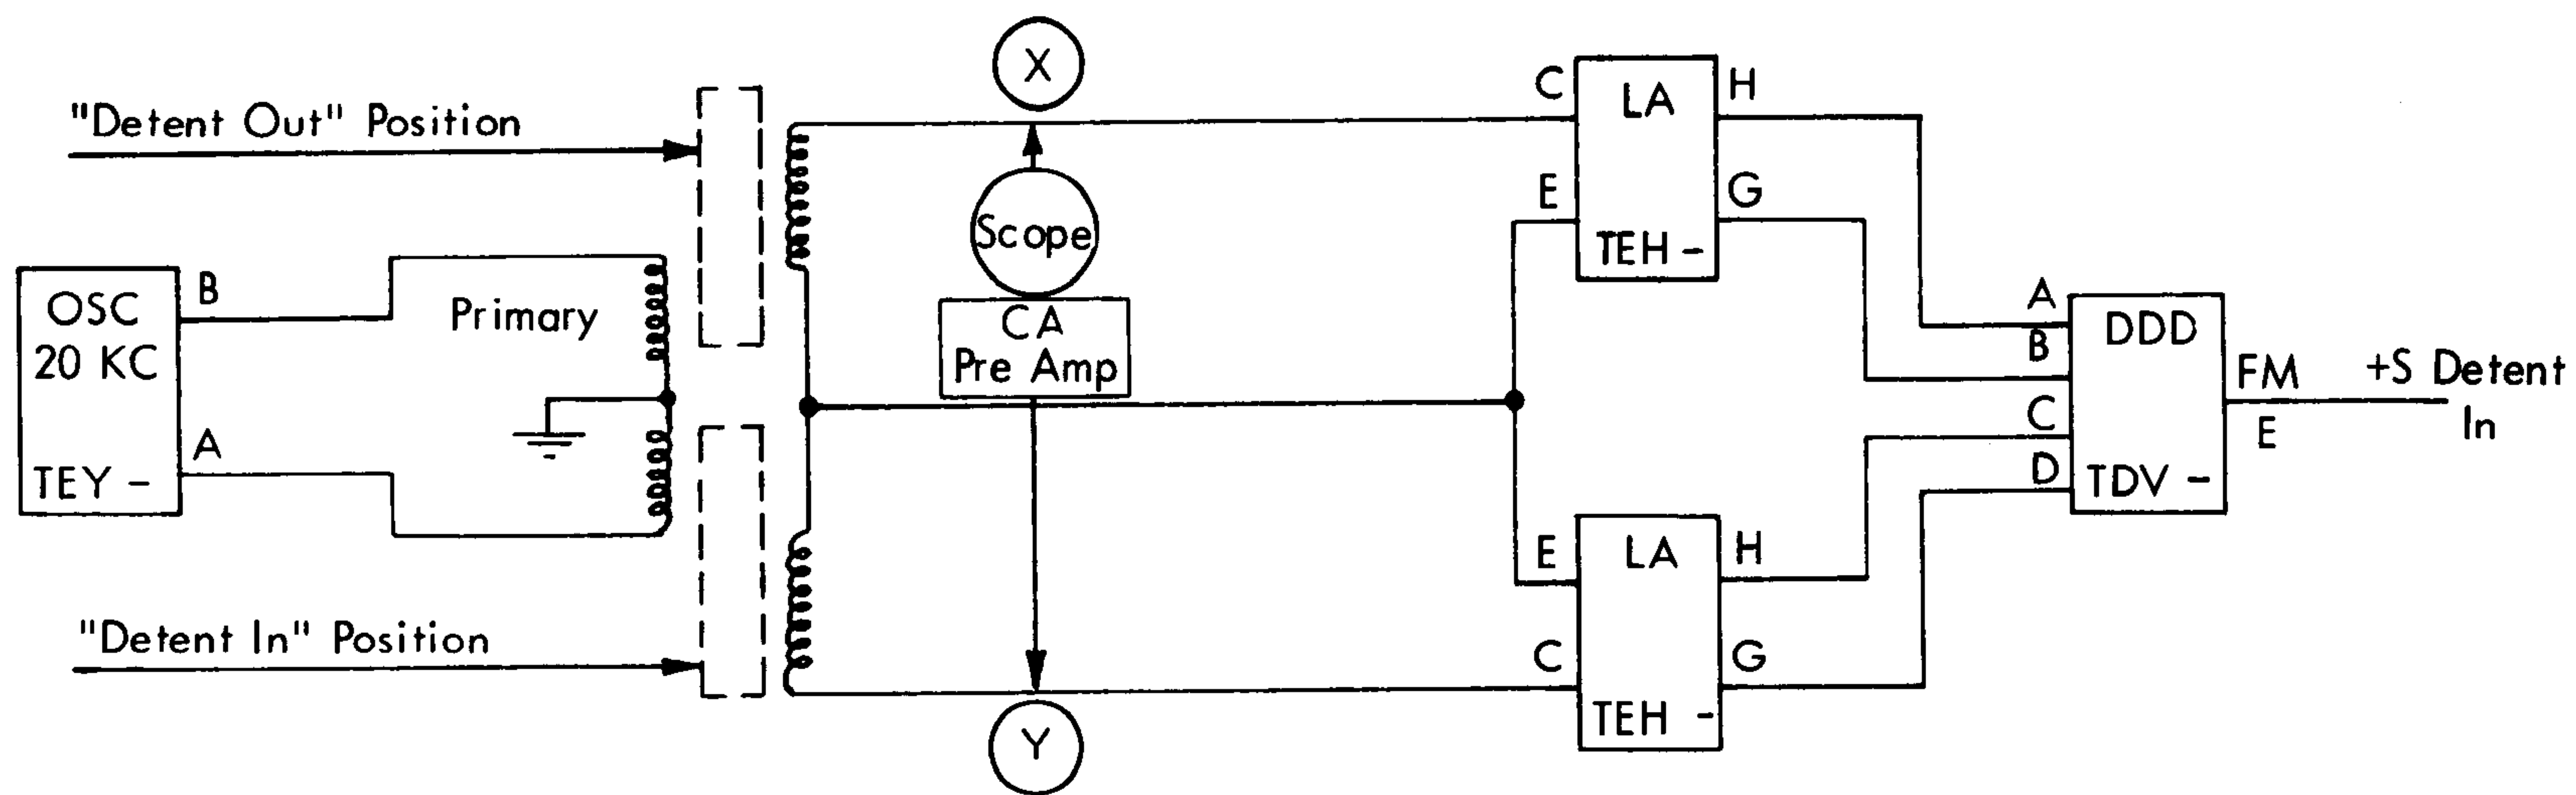 X
"Detent Out" Position
Scope
CA
Pre Amp
"Detent In" Position
Y
OSC
20 KC
TEY -
B
A
Primary
C
E
LA
TEH -
H
G
E
C
LA
TEH -
H
G
A
B
C
D
DDD
TDV -
FM
E
+S Detent
In